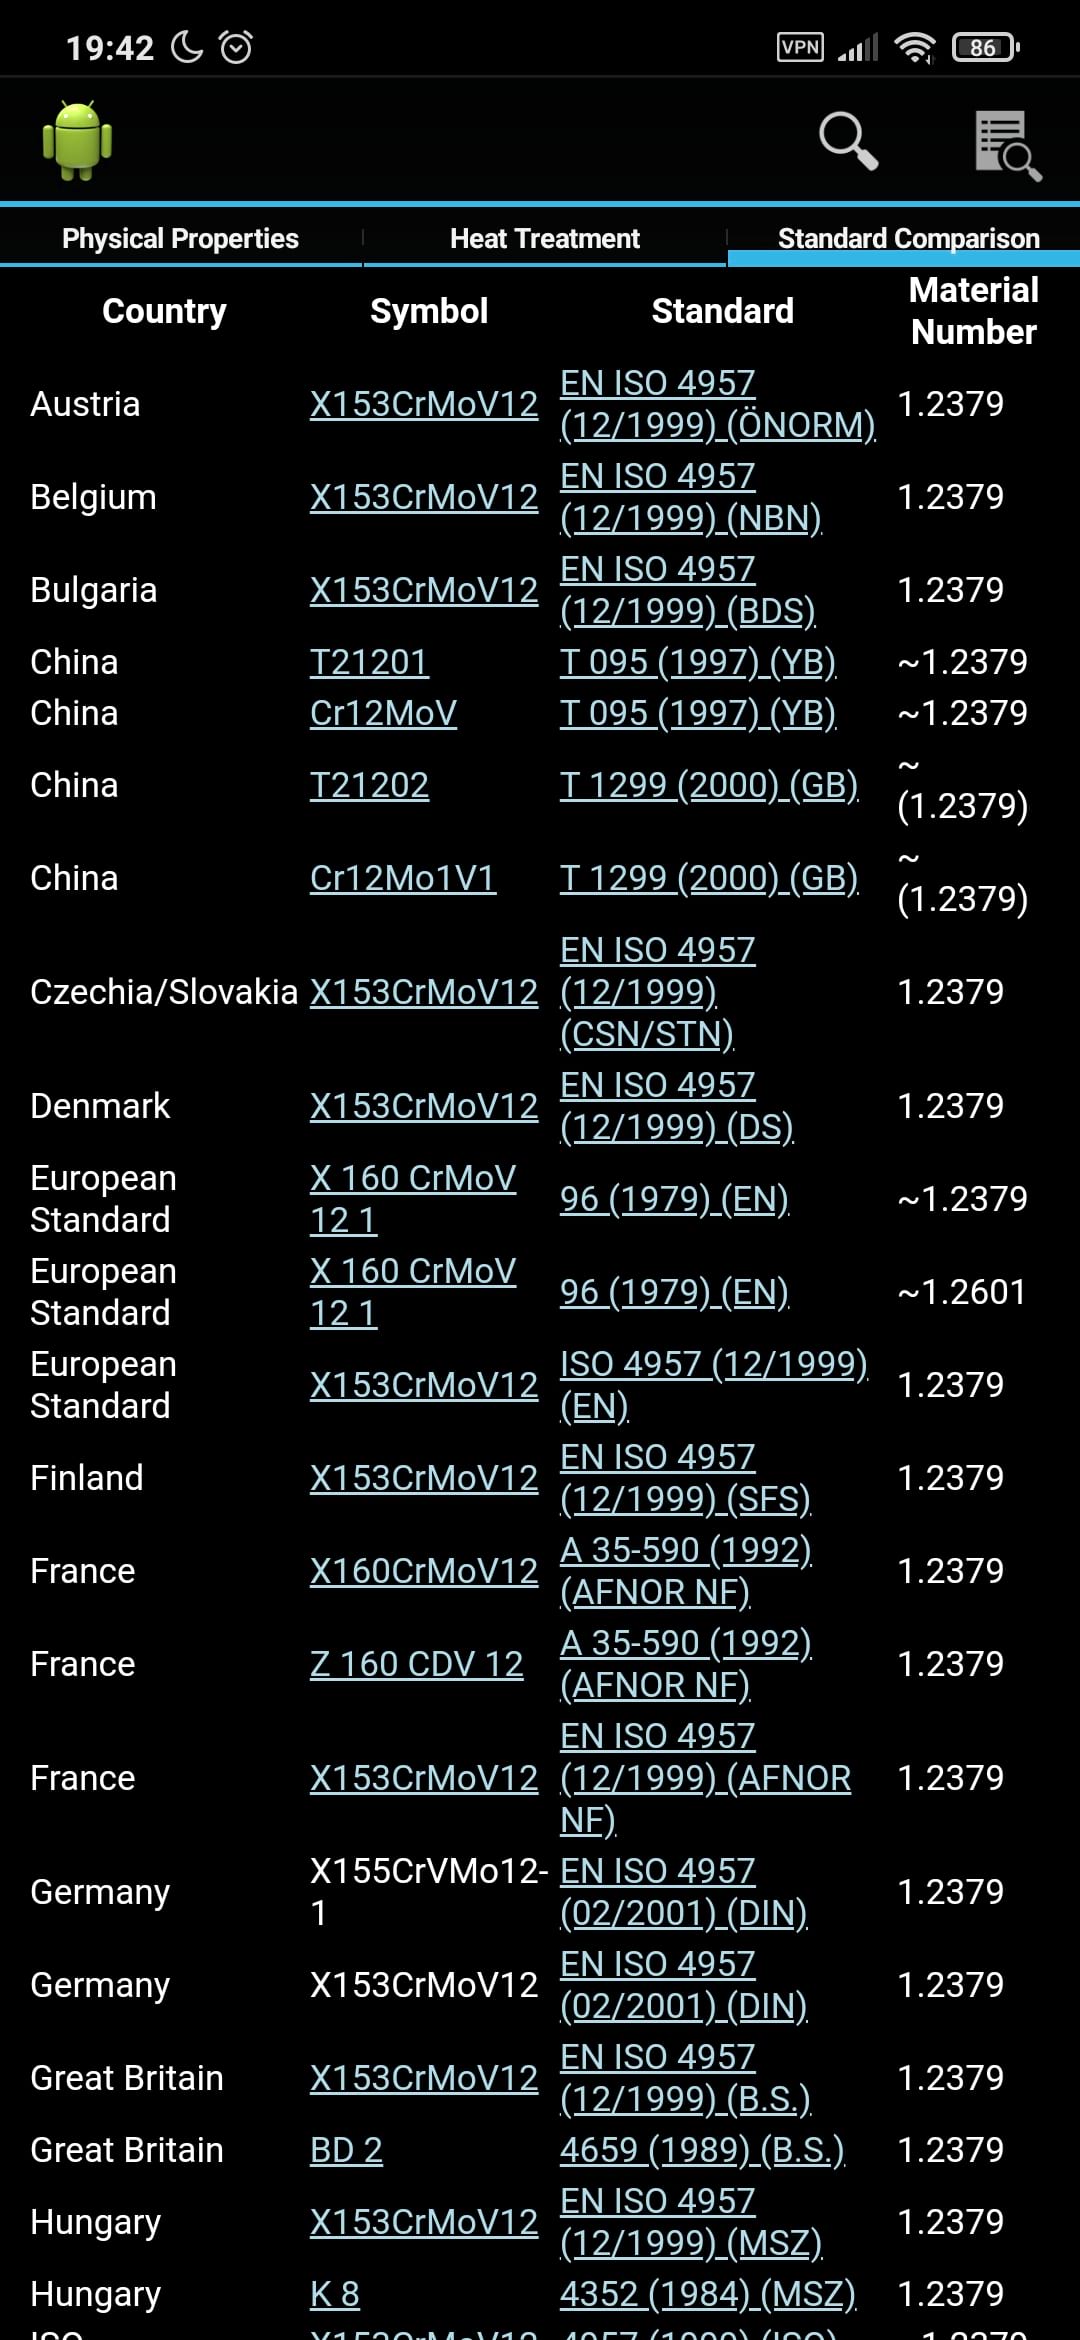 19:42
VPN
86
Physical Properties
Heat Treatment
Standard Comparison
Country Symbol Standard Material
Number
Austria X153CrMoV12 EN ISO 4957
(12/1999) (ÖNORM) 1.2379
Belgium X153CrMoV12 EN ISO 4957
(12/1999) (NBN) 1.2379
Bulgaria X153CrMoV12 EN ISO 4957
(12/1999) (BDS) 1.2379
China T21201 T 095 (1997) (YB) ~1.2379
China Cr12MoV T 095 (1997) (YB) ~1.2379
China T21202 T 1299 (2000) (GB) ~
(1.2379)
China Cr12Mo1V1 T 1299 (2000) (GB) ~
(1.2379)
Czechia/Slovakia X153CrMoV12 EN ISO 4957
(12/1999)
(CSN/STN) 1.2379
Denmark X153CrMoV12 EN ISO 4957
(12/1999) (DS) 1.2379
European
Standard X 160 CrMoV
12 1 96 (1979) (EN) ~1.2379
European
Standard X 160 CrMoV
12 1 96 (1979) (EN) ~1.2601
European
Standard X153CrMoV12 ISO 4957 (12/1999)
(EN) 1.2379
Finland X153CrMoV12 EN ISO 4957
(12/1999) (SFS) 1.2379
France X160CrMoV12 A 35-590 (1992)
(AFNOR NF) 1.2379
France Z 160 CDV 12 A 35-590 (1992)
(AFNOR NF) 1.2379
France X153CrMoV12 EN ISO 4957
(12/1999) (AFNOR
NF) 1.2379
Germany X155CrVMo12-
1 EN ISO 4957
(02/2001) (DIN) 1.2379
Germany X153CrMoV12 EN ISO 4957
(02/2001) (DIN) 1.2379
Great Britain X153CrMoV12 EN ISO 4957
(12/1999) (B.S.) 1.2379
Great Britain BD 2 4659 (1989) (B.S.) 1.2379
Hungary X153CrMoV12 EN ISO 4957
(12/1999) (MSZ) 1.2379
Hungary K 8 4352 (1984) (MSZ) 1.2379